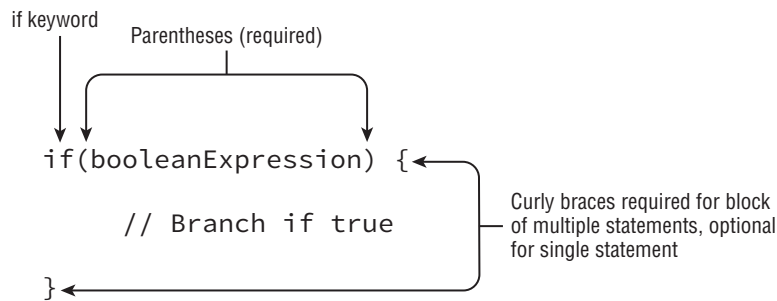 if keyword
Parentheses (required)
if(booleanExpression) {
// Branch if true
Curly braces required for block
of multiple statements, optional
for single statement
}